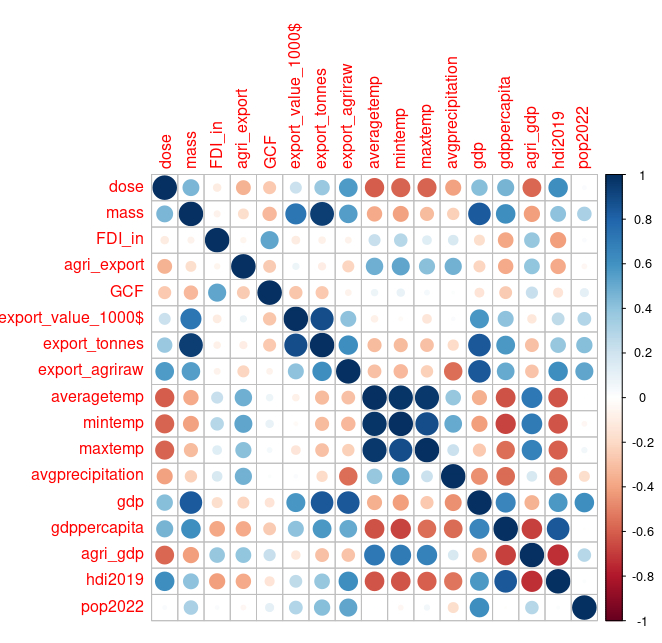 dose
mass
FDI_in
agri_export
GCF
export_value_1000$
export_tonnes
export_agriraw
averagetemp
mintemp
maxtemp
avgprecipitation
gdp
gdppercapita
agri_gdp
hdi2019
pop2022
dose
mass
FDI_in
agri_export
GCF
export_value_1000$
export_tonnes
export_agriraw
averagetemp
mintemp
maxtemp
avgprecipitation
gdp
gdppercapita
agri_gdp
hdi2019
pop2022
1
0.8
0.6
0.4
0.2
0
-0.2
-0.4
-0.6
-0.8
-1